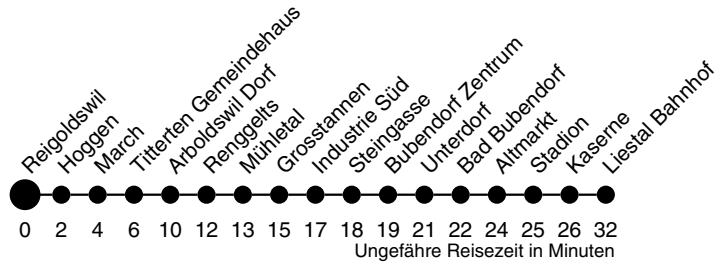 Reigoldswil
Hoggen
March
Titterten Gemeindehaus
Arboldswil Dorf
Renggelts
Mühletal
Grosstannen
Industrie Süd
Steingasse
Bubendorf Zentrum
Unterdorf
Bad Bubendorf
Altmarkt
Stadion
Kaserne
Liestal Bahnhof
0 2 4 6 10 12 13 15 17 18 19 21 22 24 25 26 32
Ungefähre Reisezeit in Minuten